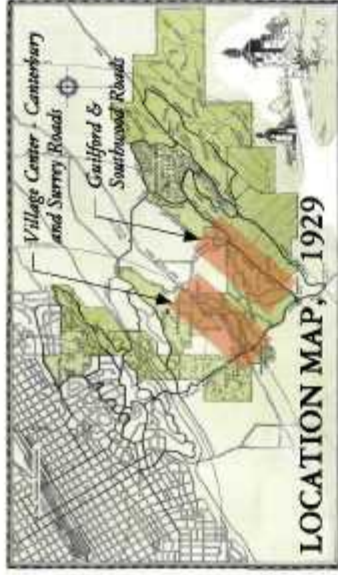 Village Center - Canterbury
and Surrey Roads
Guilford &
Southwood Roads
LOCATION MAP, 1929